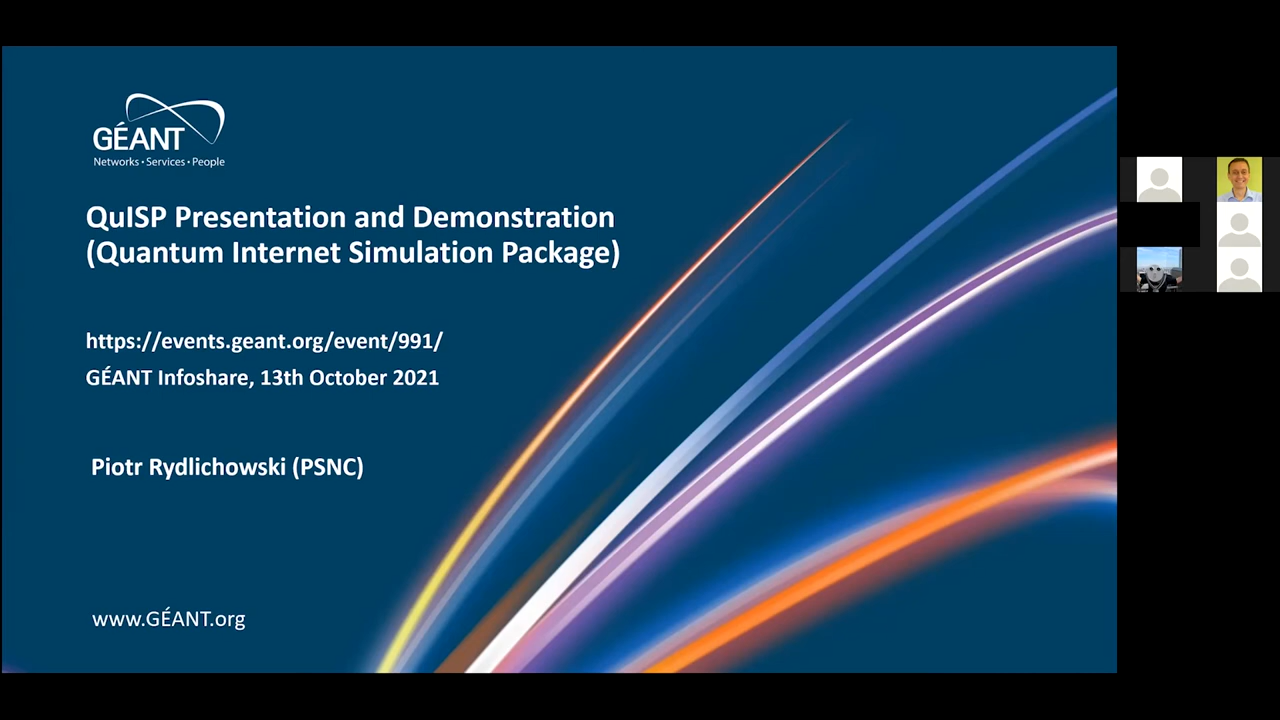 GÉANT
Networks • Services • People
QuISP Presentation and Demonstration
(Quantum Internet Simulation Package)
https://events.geant.org/event/991/
GÉANT Infoshare, 13th October 2021
Piotr Rydlichowski (PSNC)
www.GÉANT.org